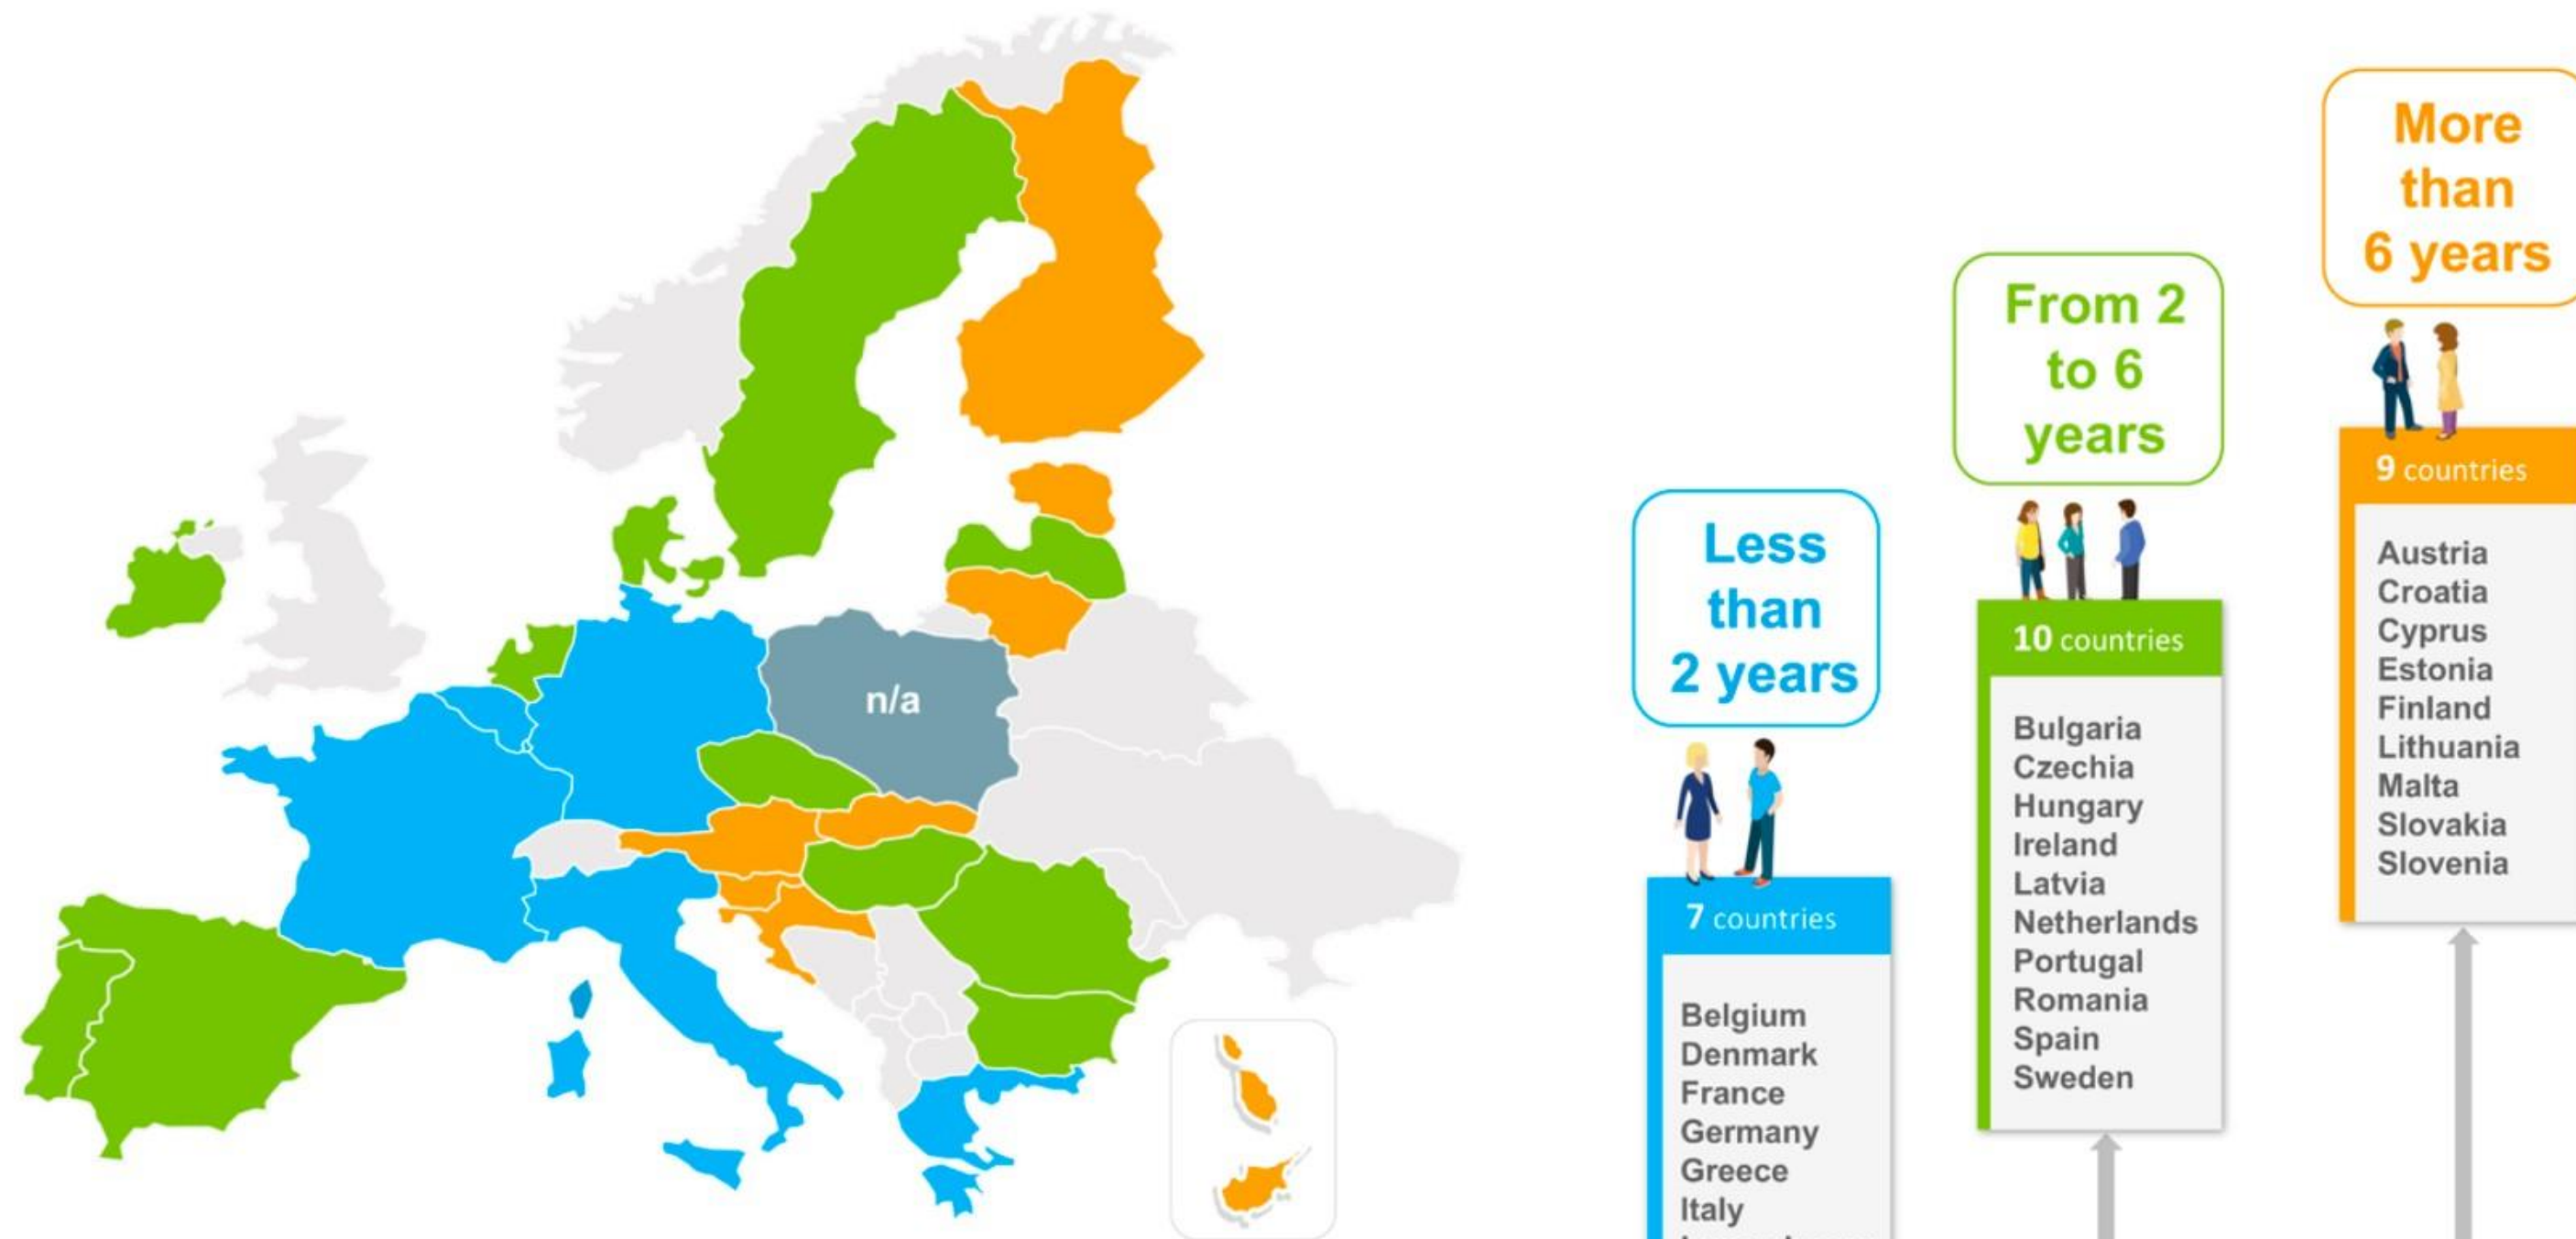 n/a
Less
than
2 years
7 countries
Belgium
Denmark
France
Germany
Greece
Italy
From 2
to 6
years
10 countries
Bulgaria
Czechia
Hungary
Ireland
Latvia
Netherlands
Portugal
Romania
Spain
Sweden
More
than
6 years
9 countries
Austria
Croatia
Cyprus
Estonia
Finland
Lithuania
Malta
Slovakia
Slovenia